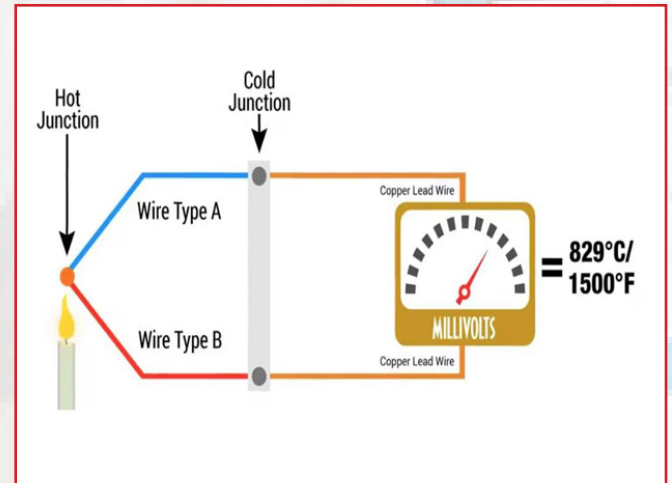 Hot
Junction
Cold
Junction
Wire Type A
Copper Lead Wire
MILLIVOLTS
= 829°C/
1500°F
Wire Type B
Copper Lead Wire